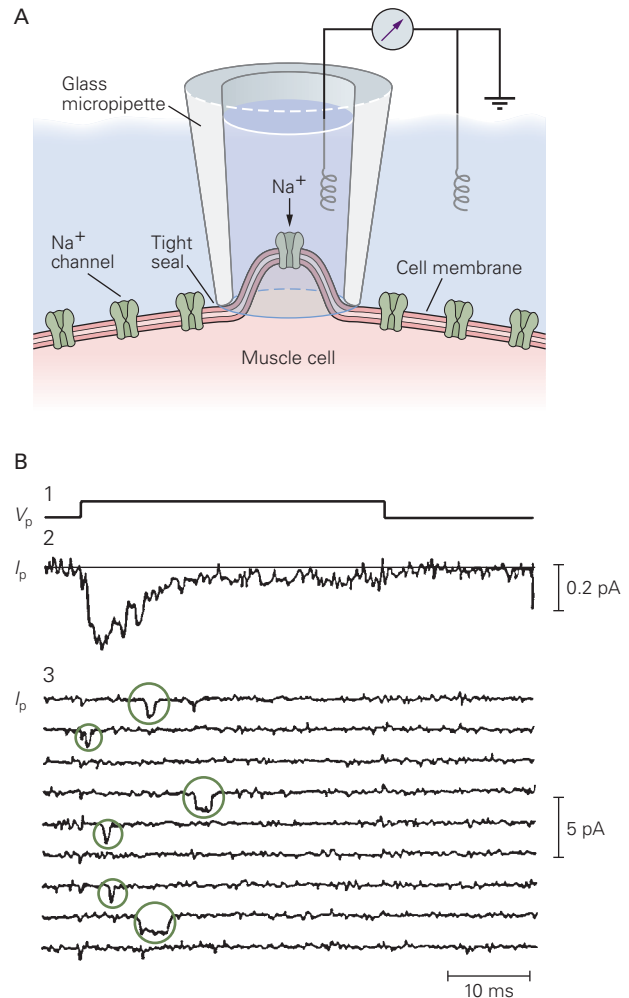 A
Glass
micropipette
Na+
Na+
channel
Tight
seal
Cell membrane
Muscle cell
B
1
Vp
2
Ip
0.2 pA
3
Ip
5 pA
10 ms